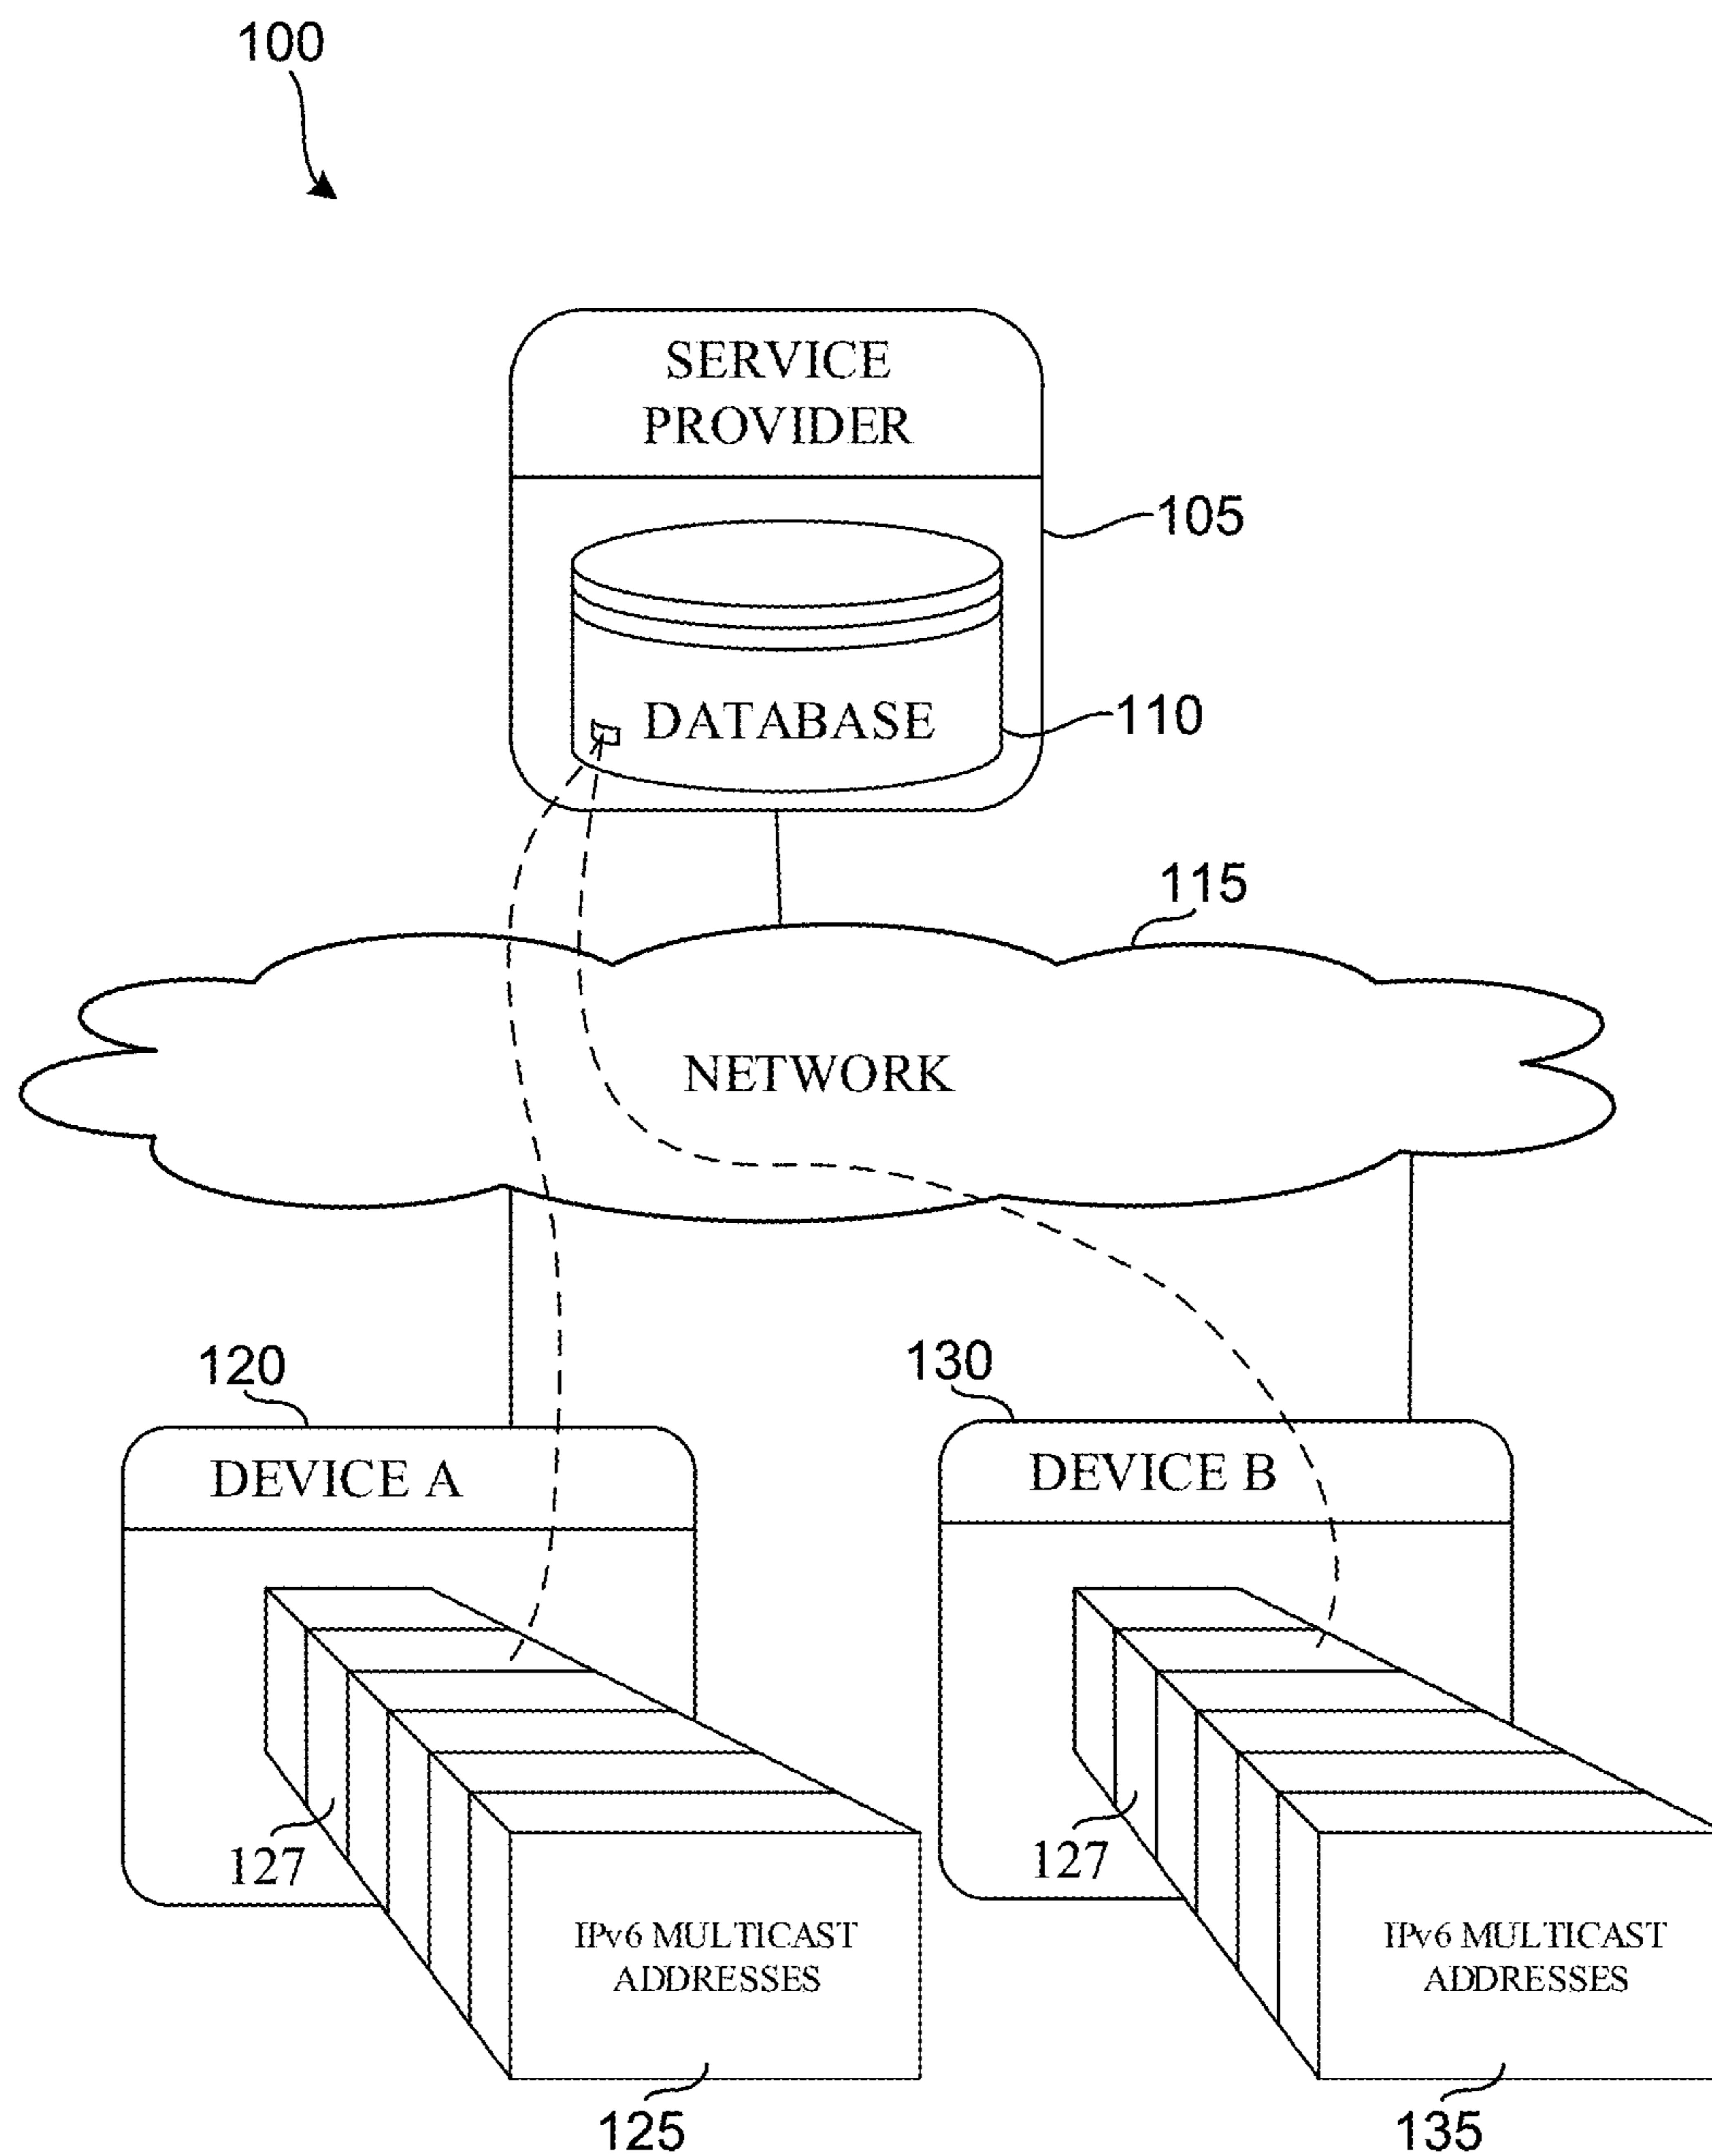 100
SERVICE
PROVIDER
105
DATABASE
110
115
NETWORK
120
130
DEVICE A
DEVICE B
127
127
IPv6 MULTICAST
ADDRESSES
IPv6 MULTICAST
ADDRESSES
125
135